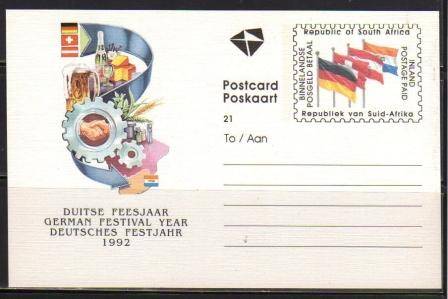 Republic of South Africa
BINNELANDSE
POSGELD BETAAL
INLAND
POSTAGE PAID
Republiek van Suid-Afrika
Postcard
Poskaart
21
To / Aan
DUITSE FEESJAAR
GERMAN FESTIVAL YEAR
DEUTSCHES FESTJAHR
1992